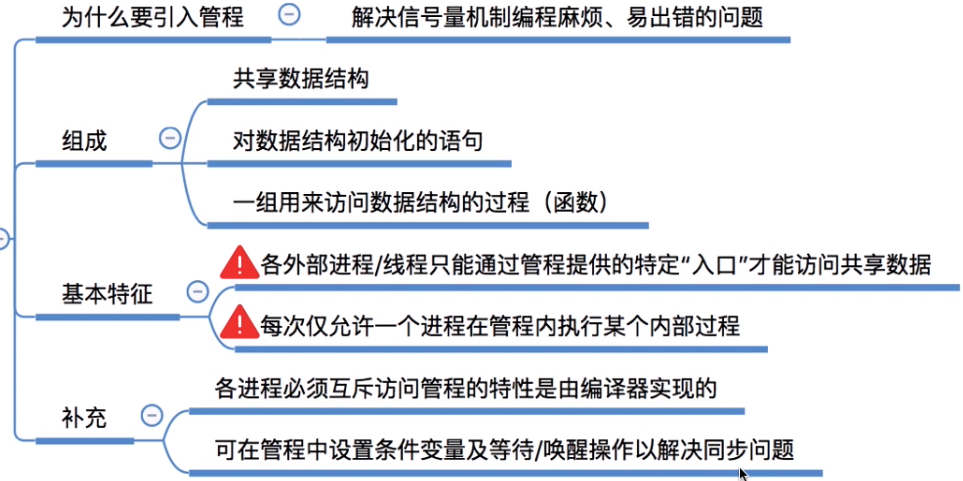 为什么要引入管程
解决信号量机制编程麻烦、易出错的问题
组成
共享数据结构
对数据结构初始化的语句
一组用来访问数据结构的过程（函数）
基本特征
各外部进程/线程只能通过管程提供的特定“入口”才能访问共享数据
每次仅允许一个进程在管程内执行某个内部过程
补充
各进程必须互斥访问管程的特性是由编译器实现的
可在管程中设置条件变量及等待/唤醒操作以解决同步问题